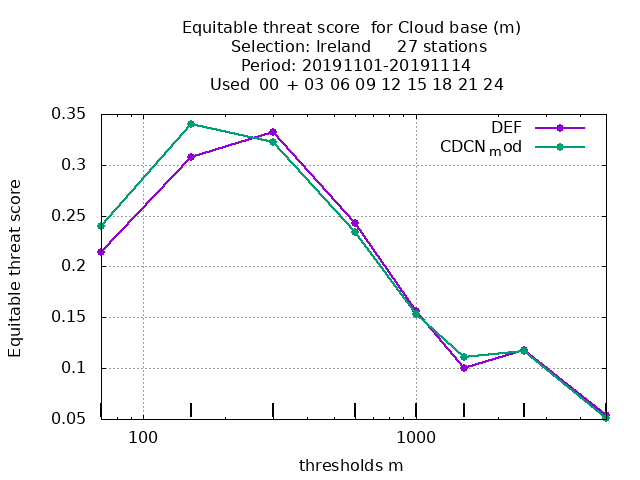 Equitable threat score  for Cloud base (m)
Selection: Ireland     27 stations
Period: 20191101-20191114
Used  00 + 03 06 09 12 15 18 21 24
DEF
CDCNmod
0.35
0.3
0.25
0.2
0.15
0.1
0.05
Equitable threat score
100 1000
thresholds m